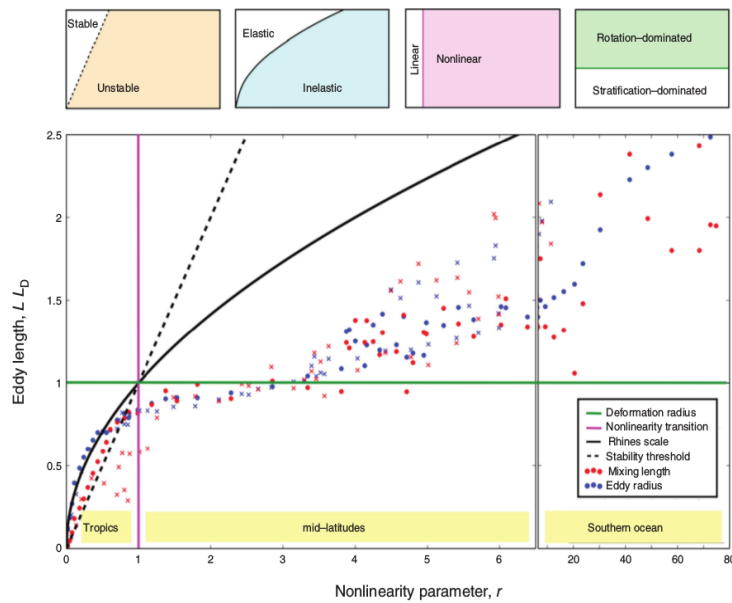 Stable
Unstable
Elastic
Inelastic
Linear
Nonlinear
Rotation–dominated
Stratification–dominated
Eddy length, L L_D
2.5
2
1.5
1
0.5
0
Deformation radius
Nonlinearity transition
Rhines scale
Stability threshold
Mixing length
Eddy radius
Tropics
mid–latitudes
Southern ocean
0 1 2 3 4 5 6 20 40 60 80
Nonlinearity parameter, r